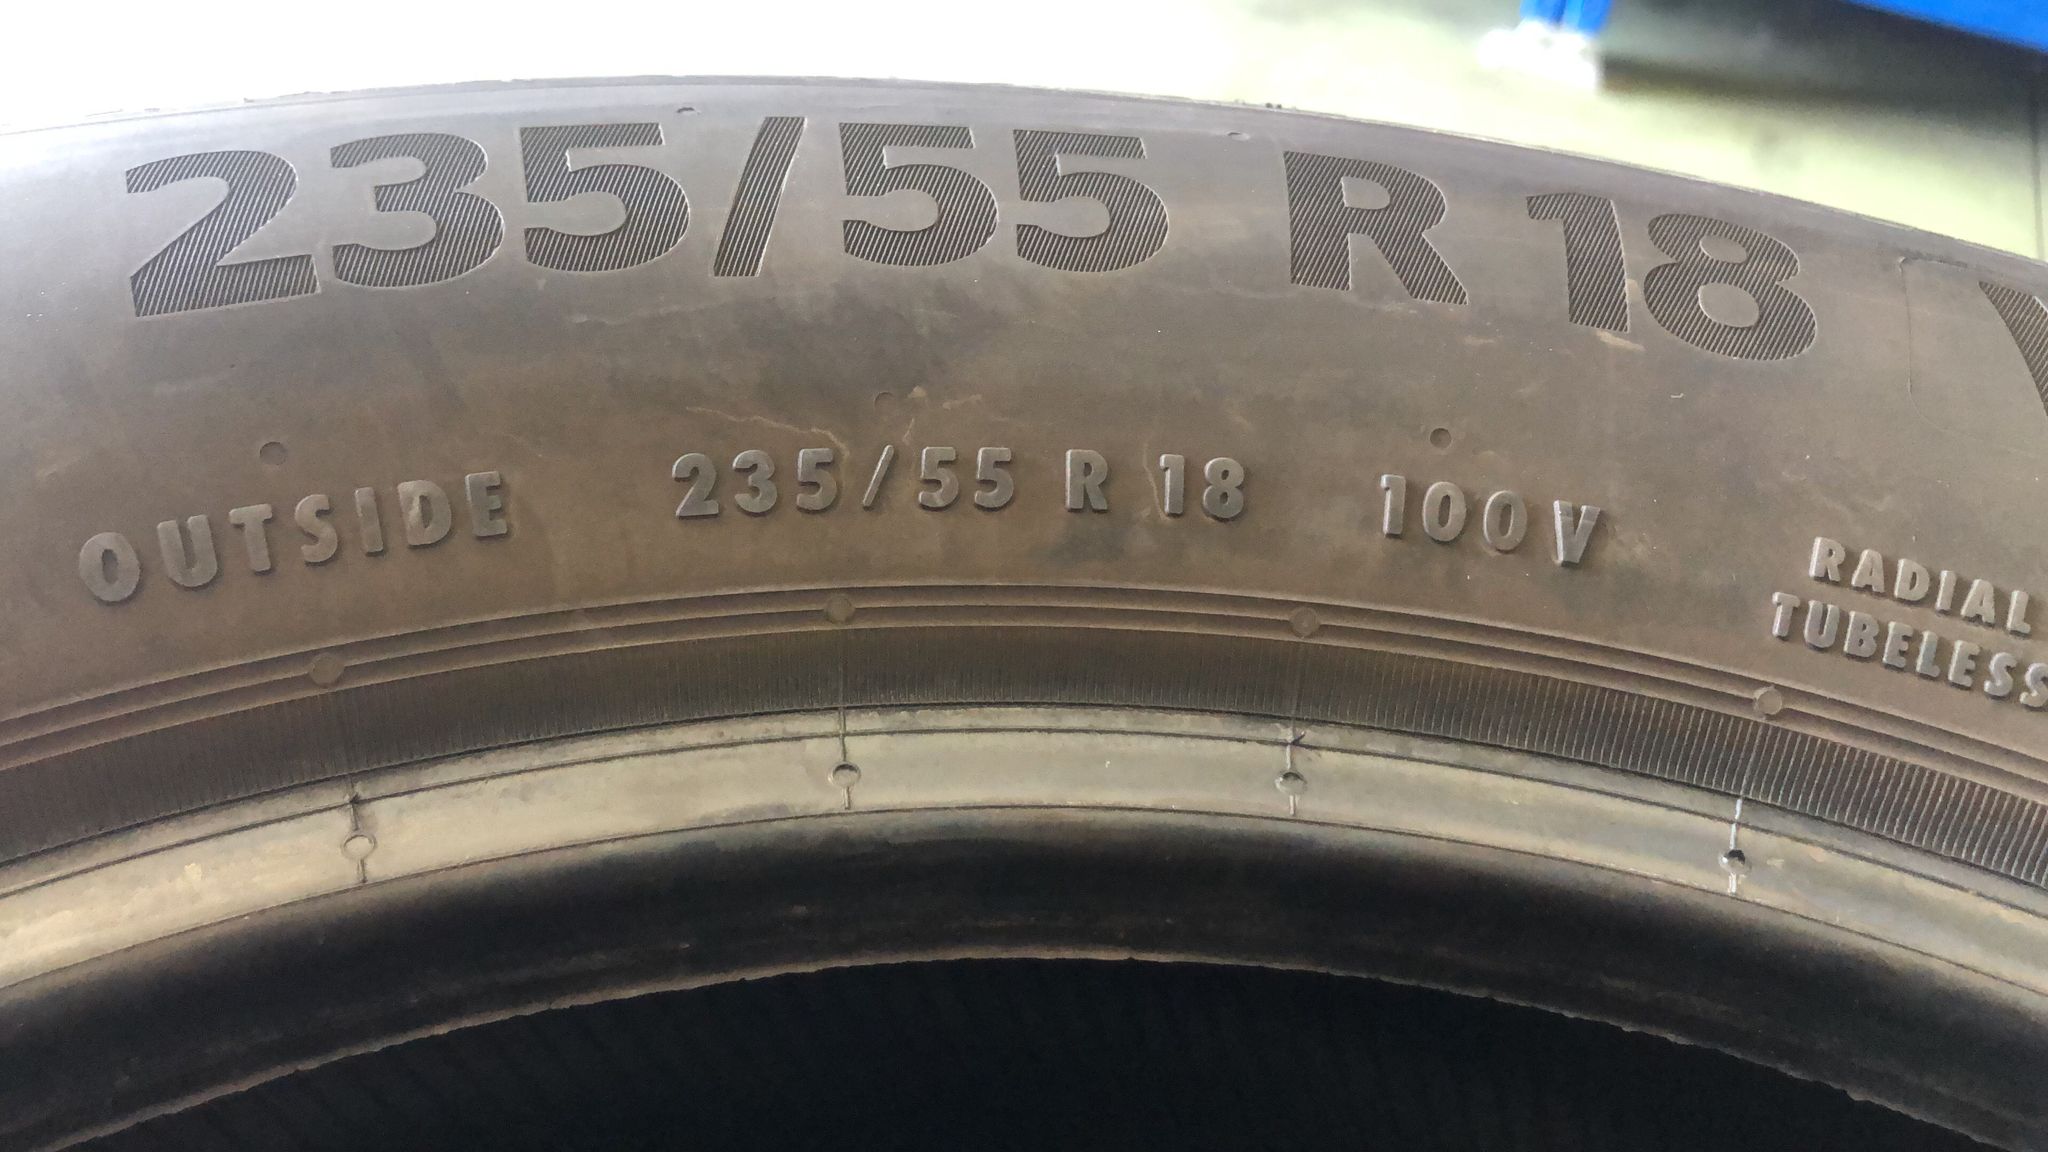 235/55 R 18
OUTSIDE 235/55 R 18 100V
RADIAL
TUBELESS